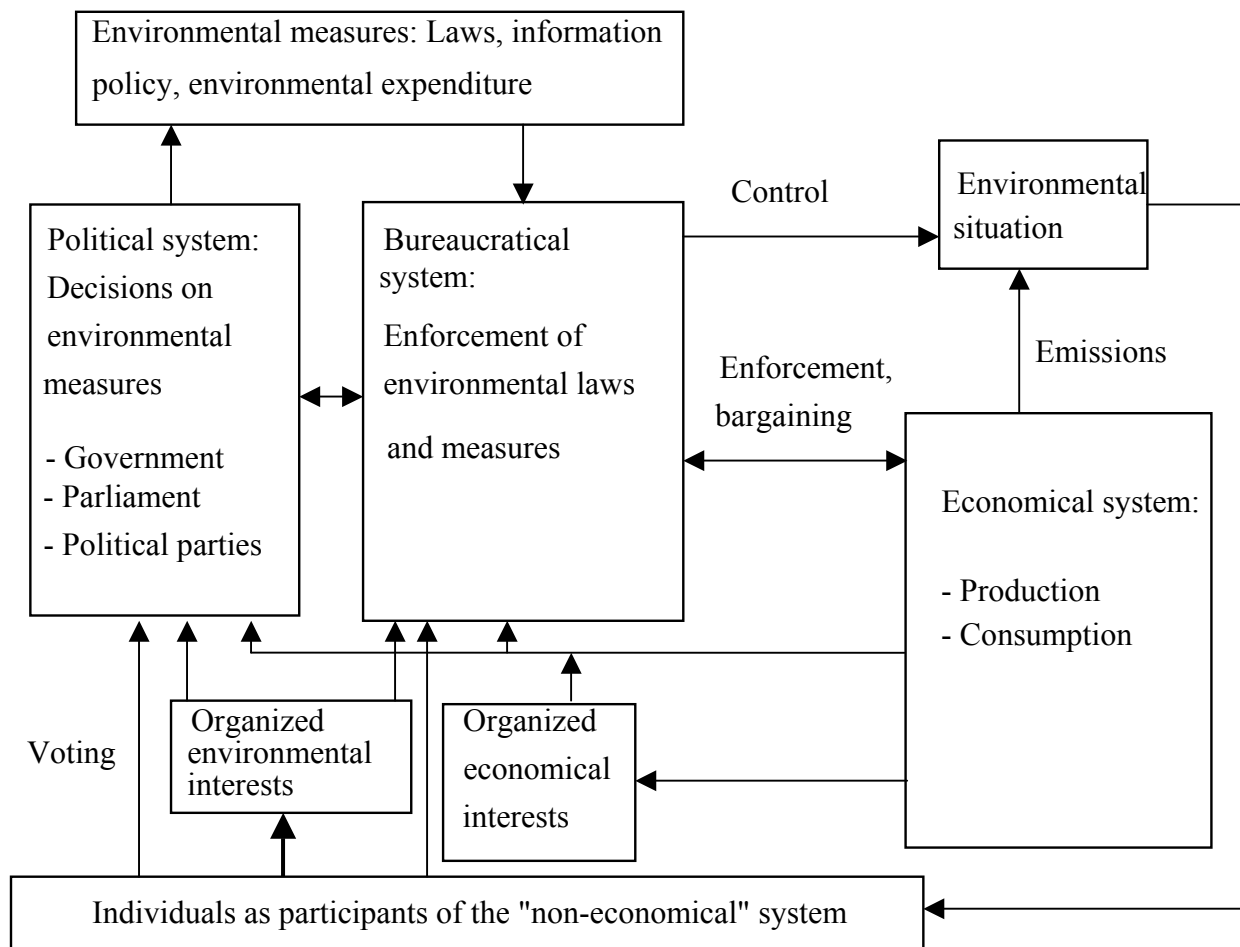 Environmental measures: Laws, information
policy, environmental expenditure
Political system:
Decisions on
environmental
measures
- Government
- Parliament
- Political parties
Bureaucratical
system:
Enforcement of
environmental laws
and measures
Control
Environmental
situation
Emissions
Enforcement,
bargaining
Economical system:
- Production
- Consumption
Voting
Organized
environmental
interests
Organized
economical
interests
Individuals as participants of the "non-economical" system